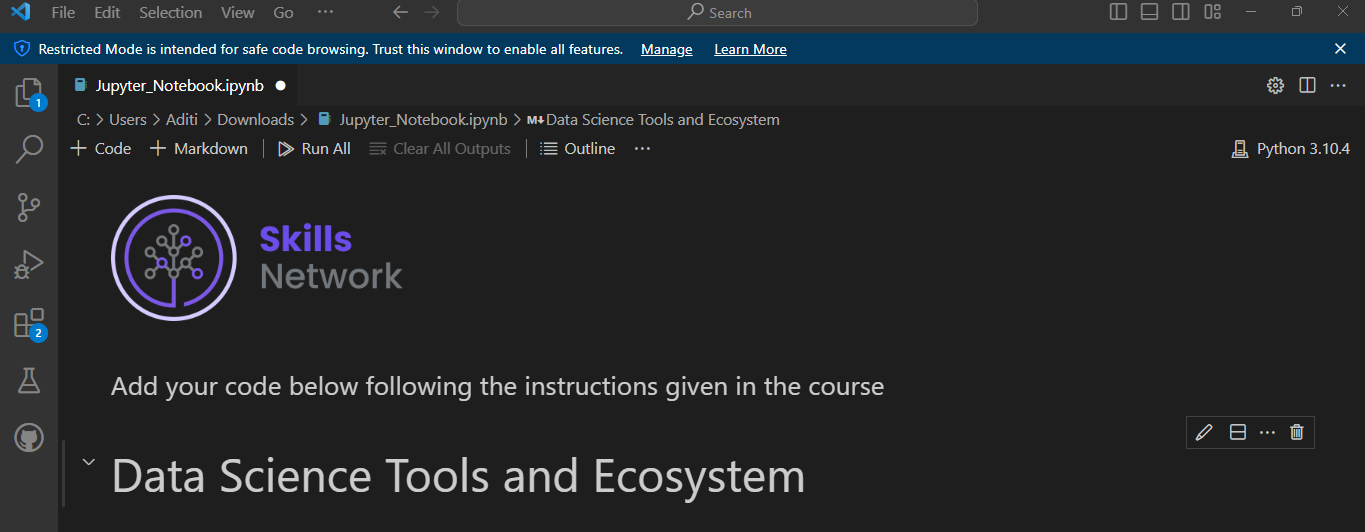 File Edit Selection View Go ··· Search
Restricted Mode is intended for safe code browsing. Trust this window to enable all features. Manage Learn More
Jupyter_Notebook.ipynb
1
C: > Users > Aditi > Downloads > Jupyter_Notebook.ipynb > M↓Data Science Tools and Ecosystem
+ Code + Markdown Run All Clear All Outputs Outline ··· Python 3.10.4
Skills
Network
2
Add your code below following the instructions given in the course
Data Science Tools and Ecosystem